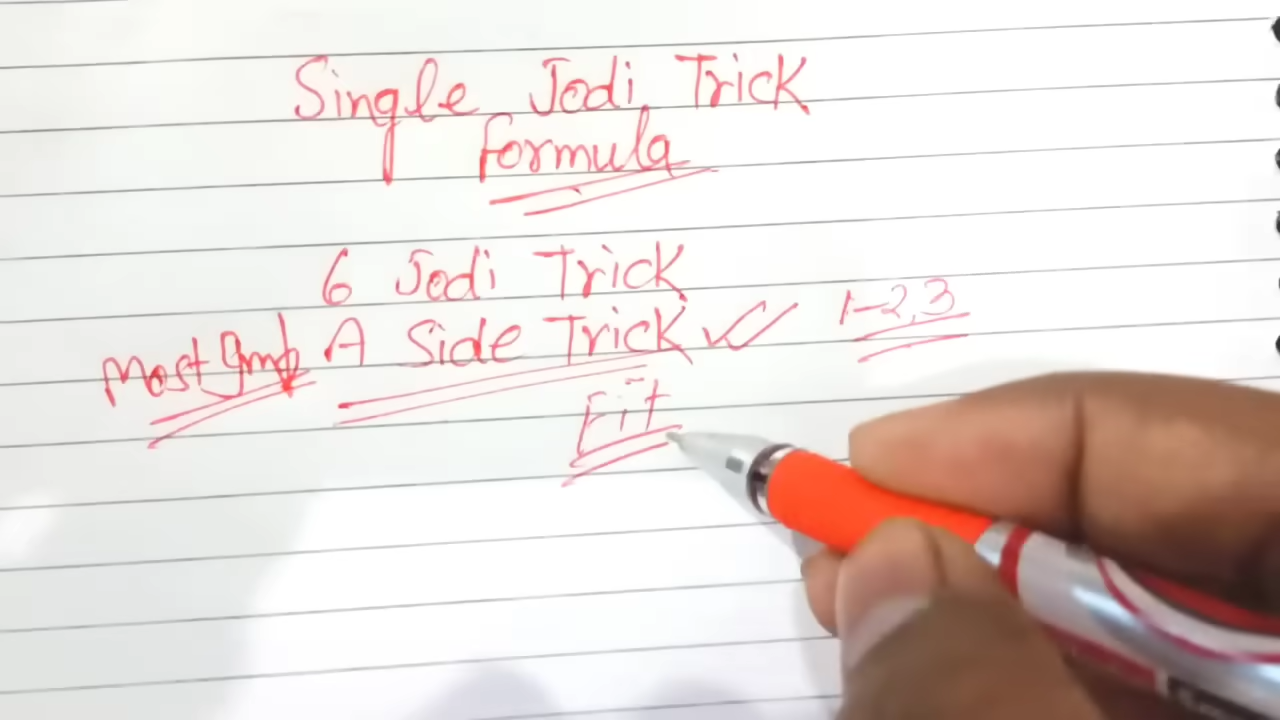 Single Jodi Trick
formula
6 Jodi Trick
Most Imp A Side Trick 1-2,3
Fit